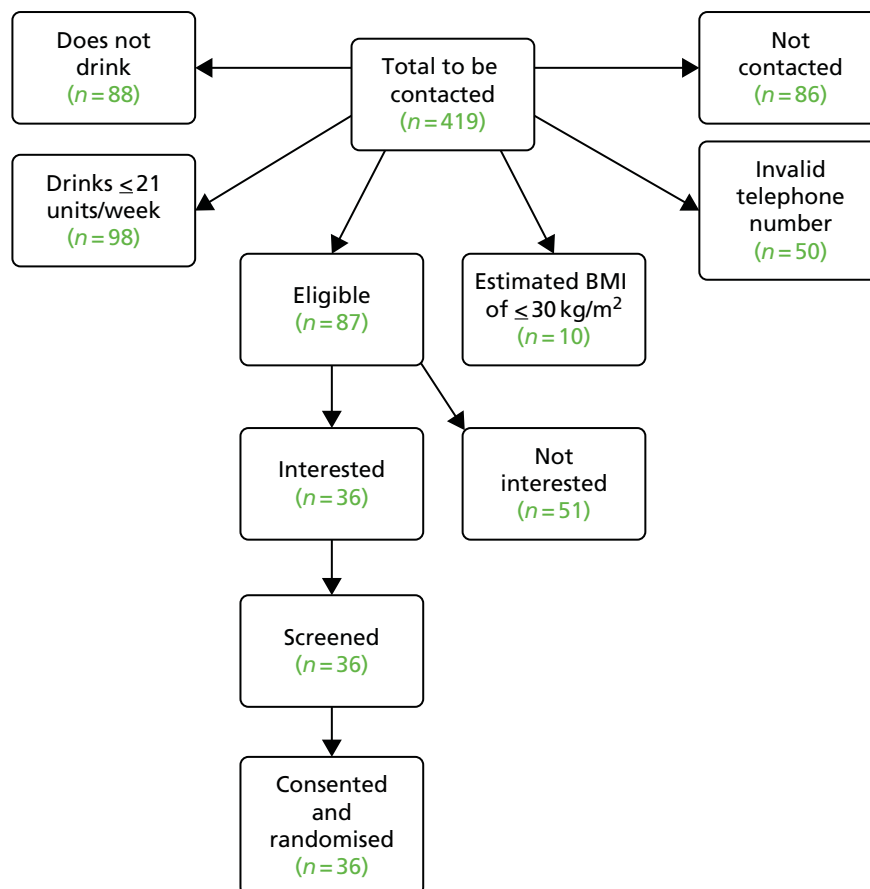 Does not
drink
(n=88)
Total to be
contacted
(n=419)
Not
contacted
(n=86)
Drinks ≤21
units/week
(n=98)
Invalid
telephone
number
(n=50)
Eligible
(n=87)
Estimated BMI
of ≤30 kg/m²
(n=10)
Interested
(n=36)
Not
interested
(n=51)
Screened
(n=36)
Consented
and
randomised
(n=36)